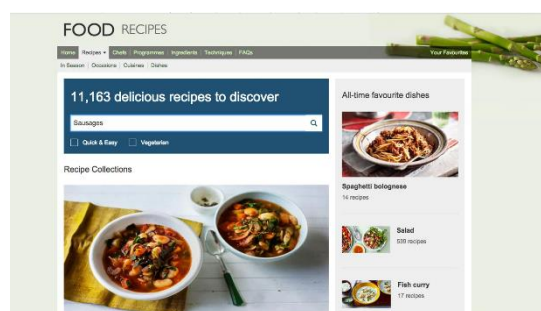 FOOD RECIPES
Home Recipes Chefs Programmes Ingredients Techniques FAQs Your Favourites
In Season Occasions Cuisines Dishes
11,163 delicious recipes to discover
Sausages
Quick & Easy Vegetarian
Recipe Collections
All-time favourite dishes
Spaghetti bolognese
14 recipes
Salad
539 recipes
Fish curry
17 recipes